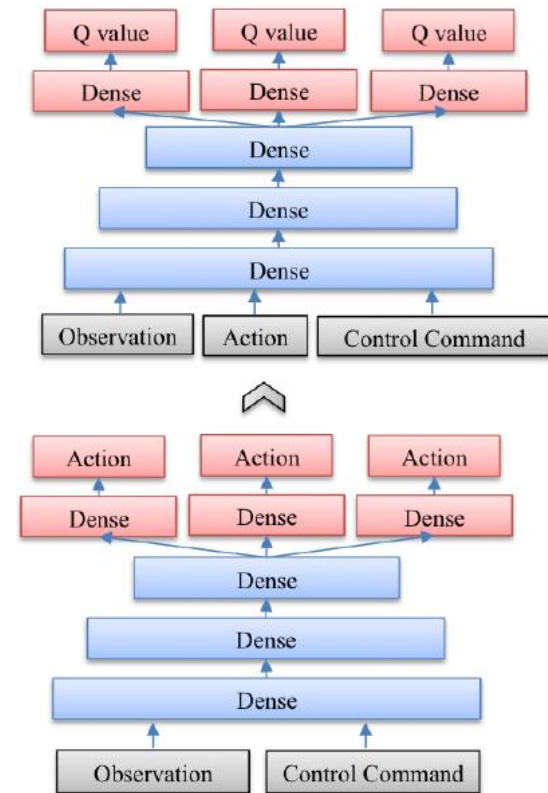 Q value Q value Q value
Dense Dense Dense
Dense
Dense
Dense
Observation Action Control Command
Action Action Action
Dense Dense Dense
Dense
Dense
Dense
Observation Control Command